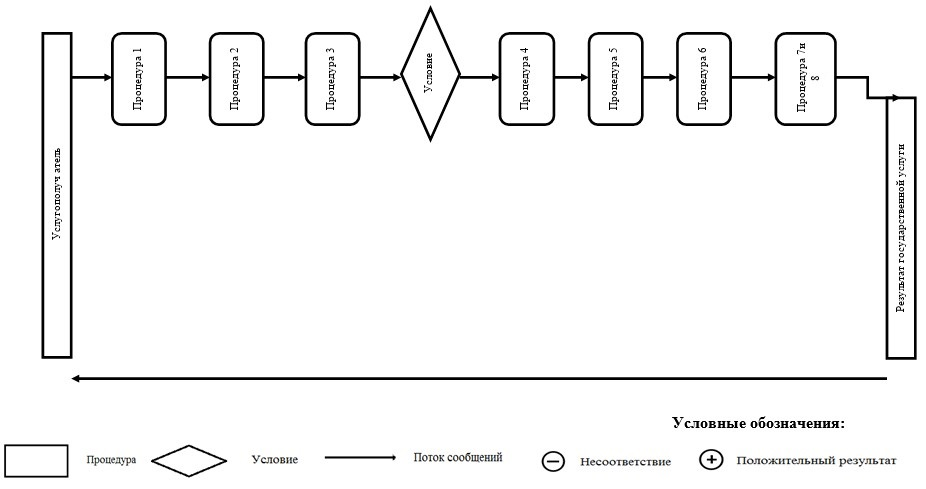 Услугополуч атель
Процедура 1
Процедура 2
Процедура 3
Условие
Процедура 4
Процедура 5
Процедура 6
Процедура 7и
8
Результат государственной услуги
Условные обозначения:
Процедура
Условие
Поток сообщений
Несоответствие
Положительный результат